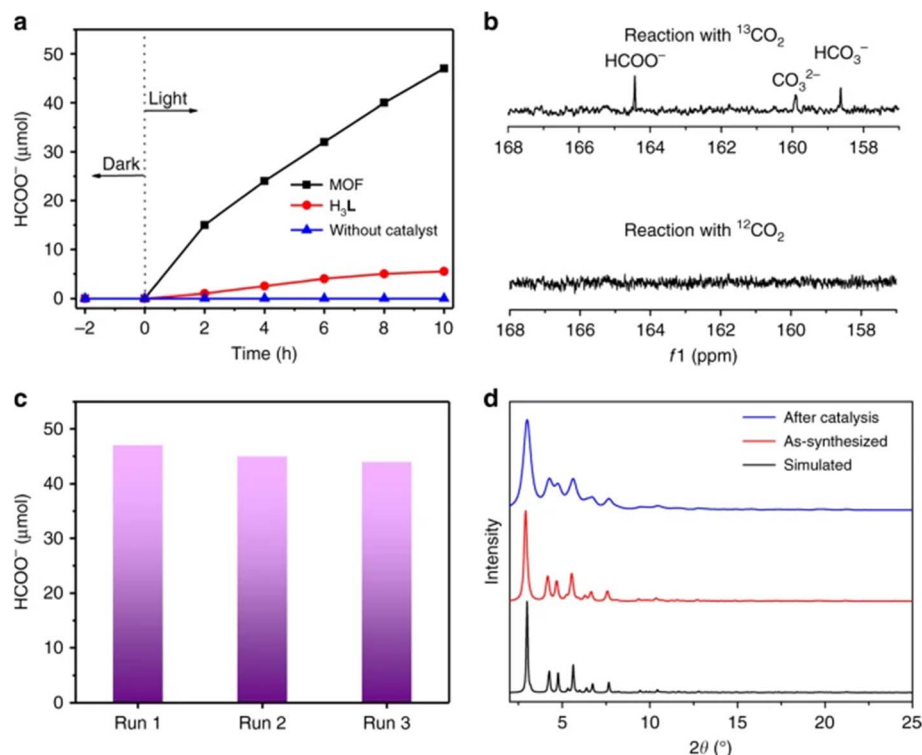 a
50
40
30
20
10
0
HCOO⁻ (μmol)
Light
Dark
MOF
H₃L
Without catalyst
–2 0 2 4 6 8 10
Time (h)
b
Reaction with ¹³CO₂
HCOO⁻
CO₃²⁻
HCO₃⁻
168 166 164 162 160 158
Reaction with ¹²CO₂
168 166 164 162 160 158
f1 (ppm)
c
50
40
30
20
10
0
HCOO⁻ (μmol)
Run 1 Run 2 Run 3
d
After catalysis
As-synthesized
Simulated
Intensity
5 10 15 20 25
2θ (°)